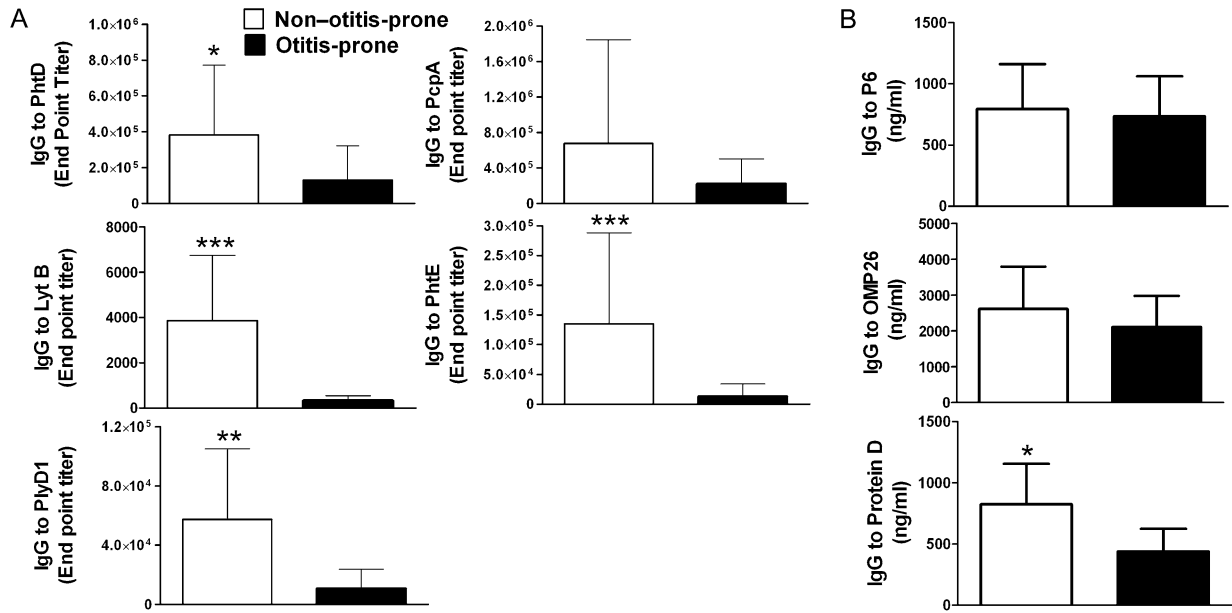 A
Non–otitis-prone
Otitis-prone
IgG to PhtD
(End Point Titer)
1.0×10⁶
8.0×10⁵
6.0×10⁵
4.0×10⁵
2.0×10⁵
0
*
IgG to PcpA
(End point titer)
2.0×10⁶
1.6×10⁶
1.2×10⁶
8.0×10⁵
4.0×10⁵
0
IgG to Lyt B
(End point titer)
8000
6000
4000
2000
0
***
IgG to PhtE
(End point titer)
3.0×10⁵
2.5×10⁵
2.0×10⁵
1.5×10⁵
1.0×10⁵
5.0×10⁴
0
***
IgG to PlyD1
(End point titer)
1.2×10⁵
8.0×10⁴
4.0×10⁴
0
**
B
IgG to P6
(ng/ml)
1500
1000
500
0
IgG to OMP26
(ng/ml)
5000
4000
3000
2000
1000
0
IgG to Protein D
(ng/ml)
1500
1000
500
0
*